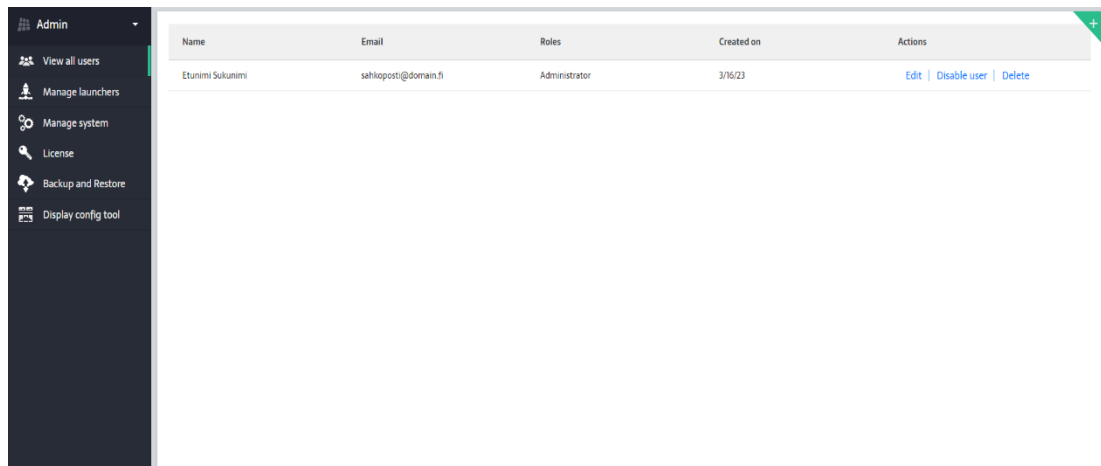 Admin
View all users
Manage launchers
Manage system
License
Backup and Restore
Display config tool
Name Email Roles Created on Actions
Etunimi Sukunimi sahkoposti@domain.fi Administrator 3/16/23 Edit | Disable user | Delete
+